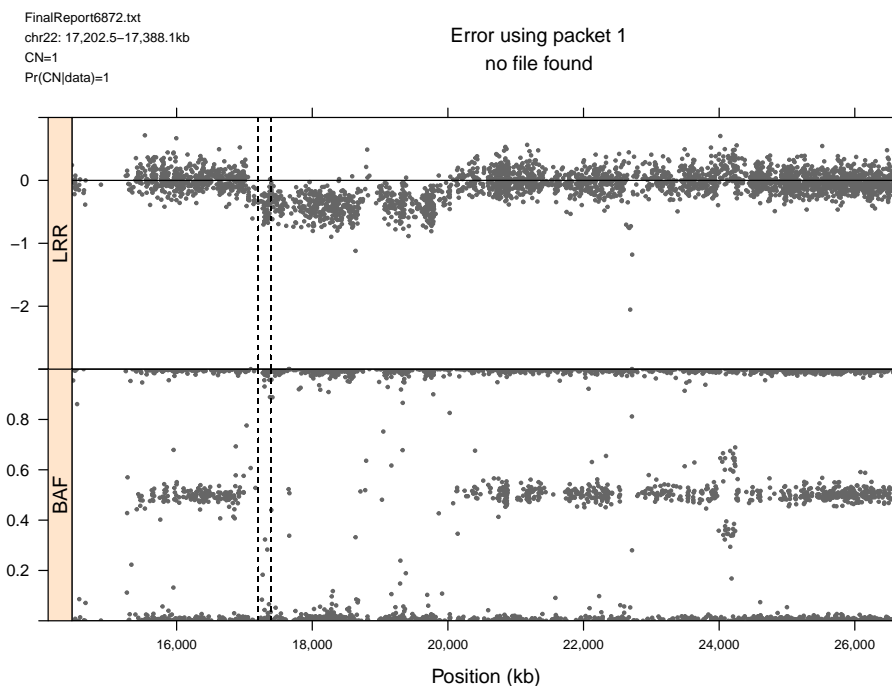 FinalReport6872.txt
chr22: 17,202.5–17,388.1kb
CN=1
Pr(CN|data)=1
Error using packet 1
no file found
LRR
0
−1
−2
BAF
0.8
0.6
0.4
0.2
16,000 18,000 20,000 22,000 24,000 26,000
Position (kb)